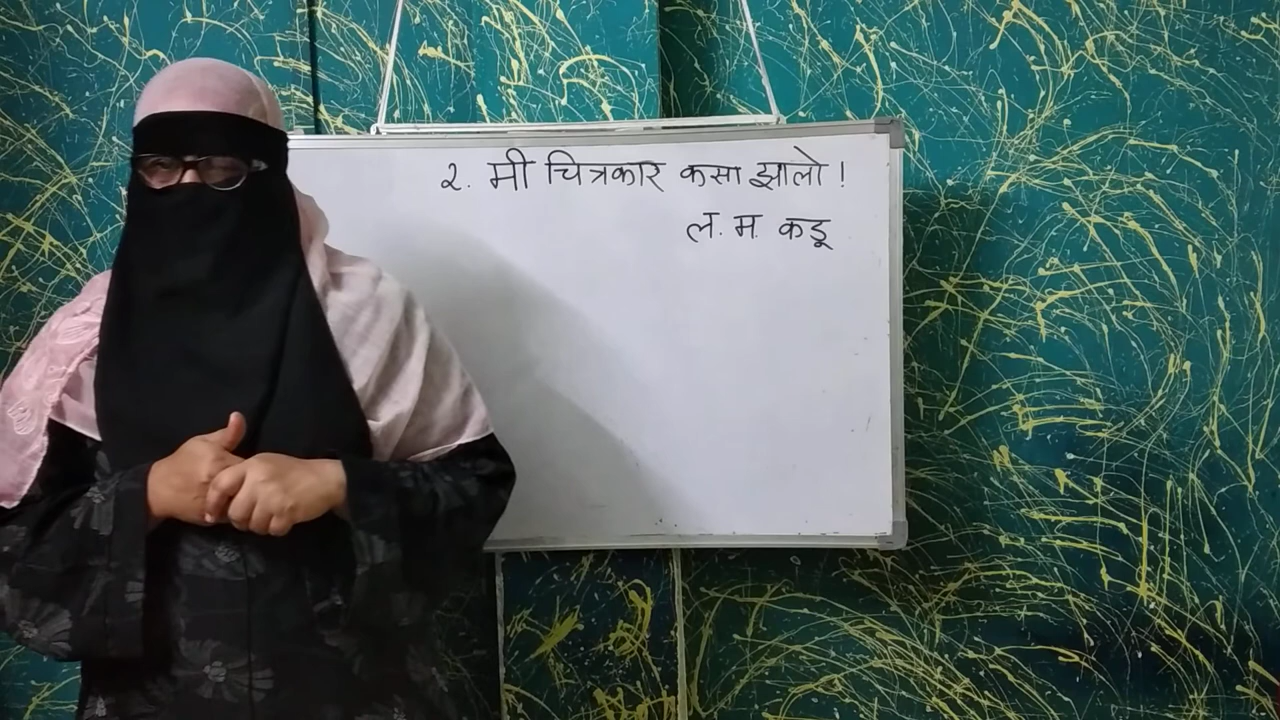 २. मी चित्रकार कसा झालो!
ल. म. कडू